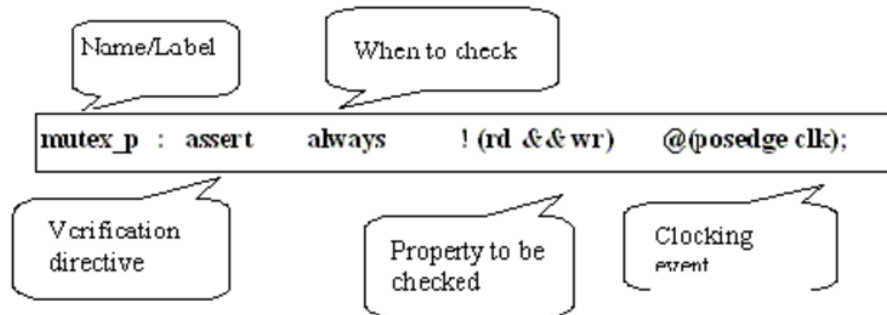 Name/Label
When to check
mutex_p : assert always ! (rd && wr) @(posedge clk);
Verification
directive
Property to be
checked
Clocking
event